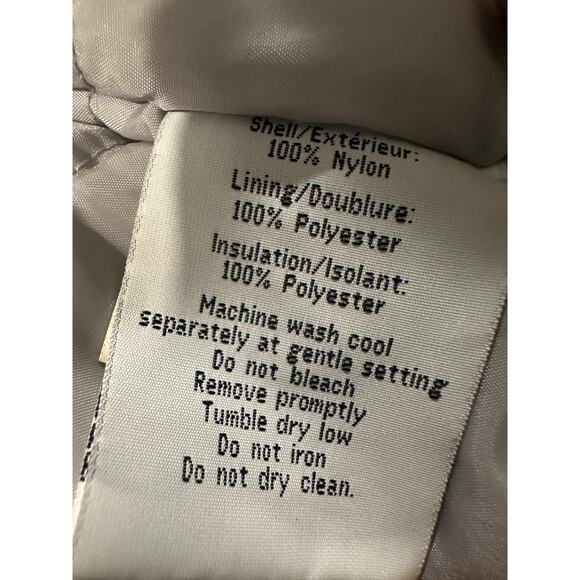 Shell/Extérieur:
100% Nylon
Lining/Doublure:
100% Polyester
Insulation/Isolant:
100% Polyester
Machine wash cool
separately at gentle setting
Do not bleach
Remove promptly
Tumble dry low
Do not iron
Do not dry clean.